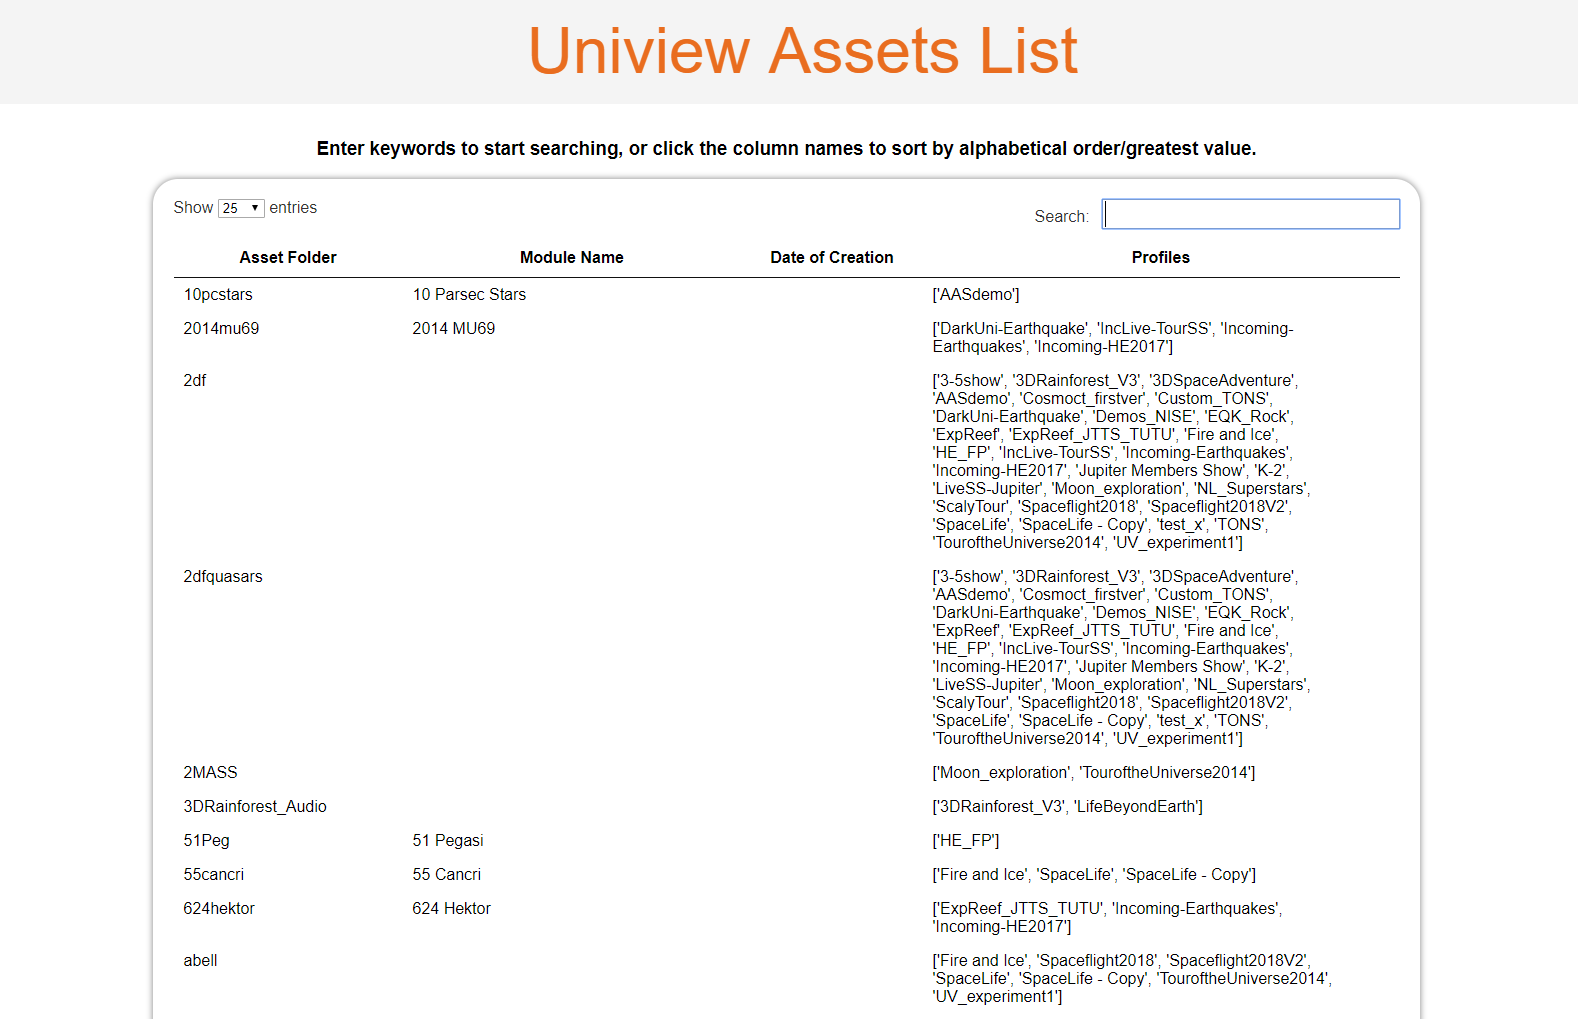 Uniview Assets List
Enter keywords to start searching, or click the column names to sort by alphabetical order/greatest value.
Show 25 entries
Search:
Asset Folder Module Name Date of Creation Profiles
10pcstars 10 Parsec Stars ['AASdemo']
2014mu69 2014 MU69 ['DarkUni-Earthquake', 'IncLive-TourSS', 'Incoming-
Earthquakes', 'Incoming-HE2017']
2df ['3-5show', '3DRainforest_V3', '3DSpaceAdventure',
'AASdemo', 'Cosmoct_firstver', 'Custom_TONS',
'DarkUni-Earthquake', 'Demos_NISE', 'EQK_Rock',
'ExpReef', 'ExpReef_JTTS_TUTU', 'Fire and Ice',
'HE_FP', 'IncLive-TourSS', 'Incoming-Earthquakes',
'Incoming-HE2017', 'Jupiter Members Show', 'K-2',
'LiveSS-Jupiter', 'Moon_exploration', 'NL_Superstars',
'ScalyTour', 'Spaceflight2018', 'Spaceflight2018V2',
'SpaceLife', 'SpaceLife - Copy', 'test_x', 'TONS',
'TouroftheUniverse2014', 'UV_experiment1']
2dfquasars ['3-5show', '3DRainforest_V3', '3DSpaceAdventure',
'AASdemo', 'Cosmoct_firstver', 'Custom_TONS',
'DarkUni-Earthquake', 'Demos_NISE', 'EQK_Rock',
'ExpReef', 'ExpReef_JTTS_TUTU', 'Fire and Ice',
'HE_FP', 'IncLive-TourSS', 'Incoming-Earthquakes',
'Incoming-HE2017', 'Jupiter Members Show', 'K-2',
'LiveSS-Jupiter', 'Moon_exploration', 'NL_Superstars',
'ScalyTour', 'Spaceflight2018', 'Spaceflight2018V2',
'SpaceLife', 'SpaceLife - Copy', 'test_x', 'TONS',
'TouroftheUniverse2014', 'UV_experiment1']
2MASS ['Moon_exploration', 'TouroftheUniverse2014']
3DRainforest_Audio ['3DRainforest_V3', 'LifeBeyondEarth']
51Peg 51 Pegasi ['HE_FP']
55cancri 55 Cancri ['Fire and Ice', 'SpaceLife', 'SpaceLife - Copy']
624hektor 624 Hektor ['ExpReef_JTTS_TUTU', 'Incoming-Earthquakes',
'Incoming-HE2017']
abell ['Fire and Ice', 'Spaceflight2018', 'Spaceflight2018V2',
'SpaceLife', 'SpaceLife - Copy', 'TouroftheUniverse2014',
'UV_experiment1']